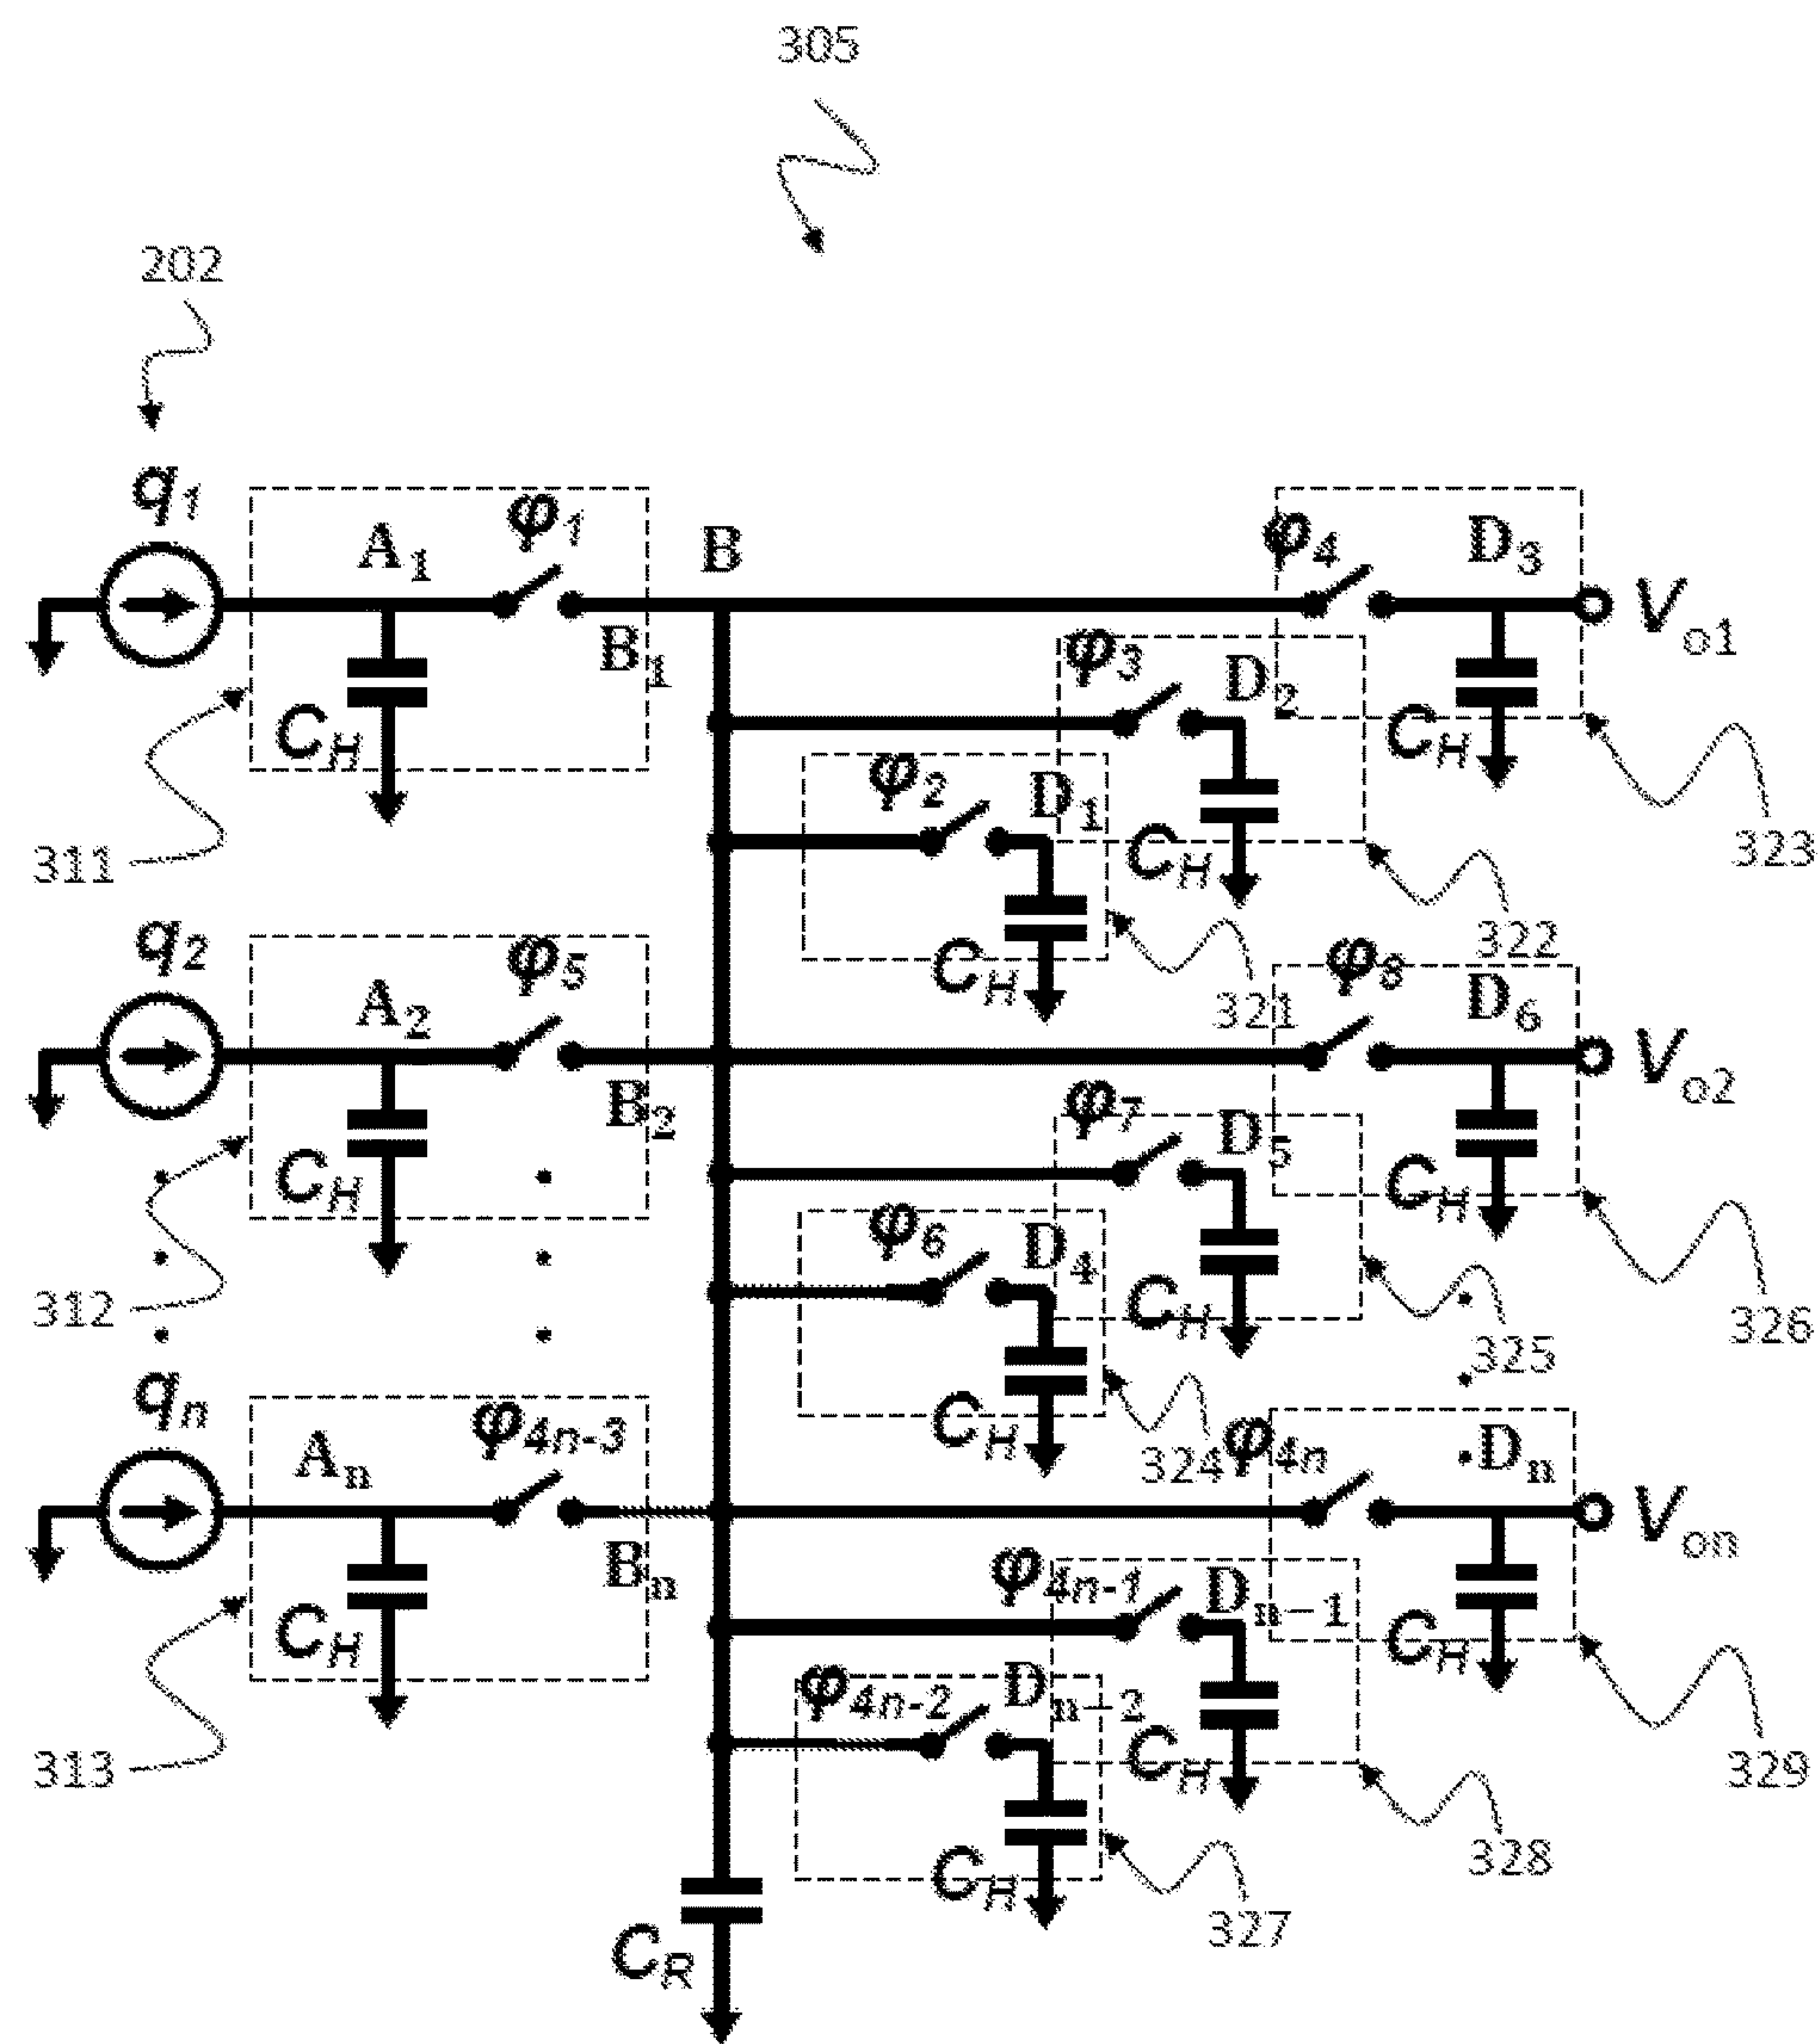 305
202
q1
A1
φ1
B
φ4
D3
Vo1
B1
φ3
D2
CH
CH
φ2
D1
CH
311
323
CH
322
321
q2
A2
φ5
φ8
D6
Vo2
B2
φ7
D5
CH
CH
φ6
D4
CH
312
326
325
CH
324
qn
An
φ4n-3
φ4n
Dn
Von
Bn
φ4n-1
Dn-1
CH
CH
φ4n-2
Dn-2
CH
313
329
328
CH
327
CR